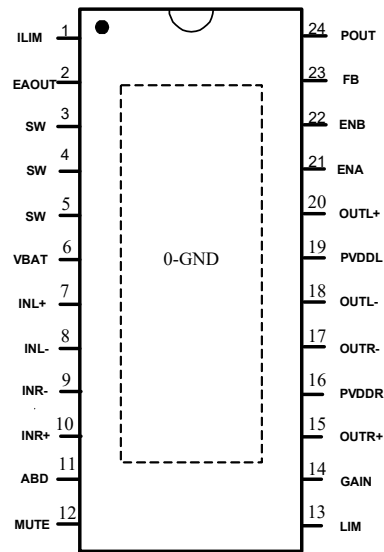 1 ILIM
2 EAOUT
3 SW
4 SW
5 SW
6 VBAT
7 INL+
8 INL-
9 INR-
10 INR+
11 ABD
12 MUTE
0-GND
24 POUT
23 FB
22 ENB
21 ENA
20 OUTL+
19 PVDDL
18 OUTL-
17 OUTR-
16 PVDDR
15 OUTR+
14 GAIN
13 LIM